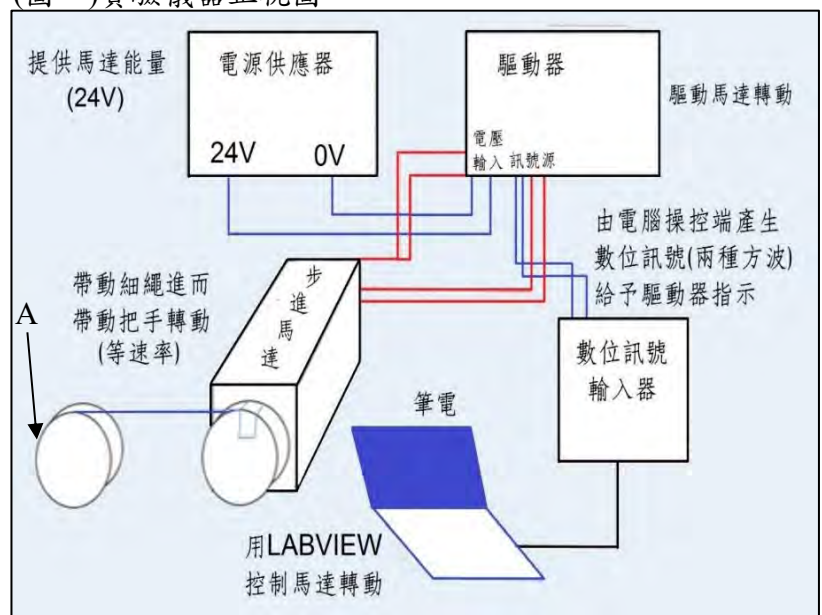 提供馬達能量
(24V)
電源供應器
24V 0V
驅動器
電壓
輸入 訊號源
驅動馬達轉動
由電腦操控端產生
數位訊號(兩種方波)
給予驅動器指示
帶動細繩進而
帶動把手轉動
(等速率)
A
步進馬達
數位訊號
輸入器
筆電
用LABVIEW
控制馬達轉動